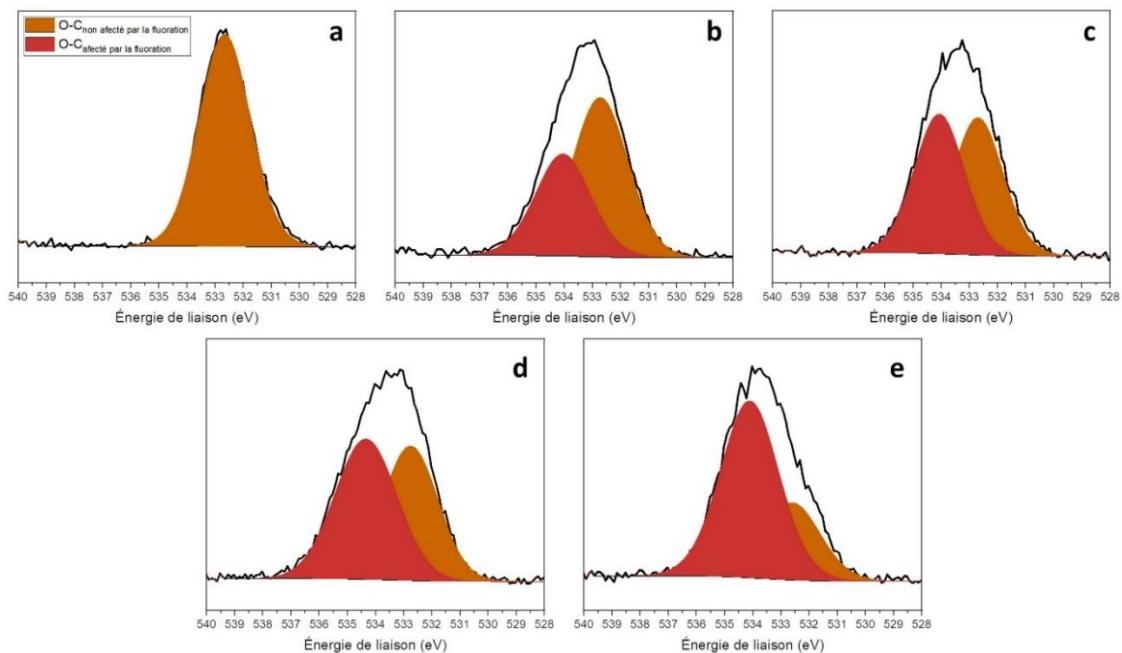 O-C non afecté par la fluoration
O-C afecté par la fluoration
a
540 539 538 537 536 535 534 533 532 531 530 529 528
Énergie de liaison (eV)
b
540 539 538 537 536 535 534 533 532 531 530 529 528
Énergie de liaison (eV)
c
540 539 538 537 536 535 534 533 532 531 530 529 528
Énergie de liaison (eV)
d
540 539 538 537 536 535 534 533 532 531 530 529 528
Énergie de liaison (eV)
e
540 539 538 537 536 535 534 533 532 531 530 529 528
Énergie de liaison (eV)